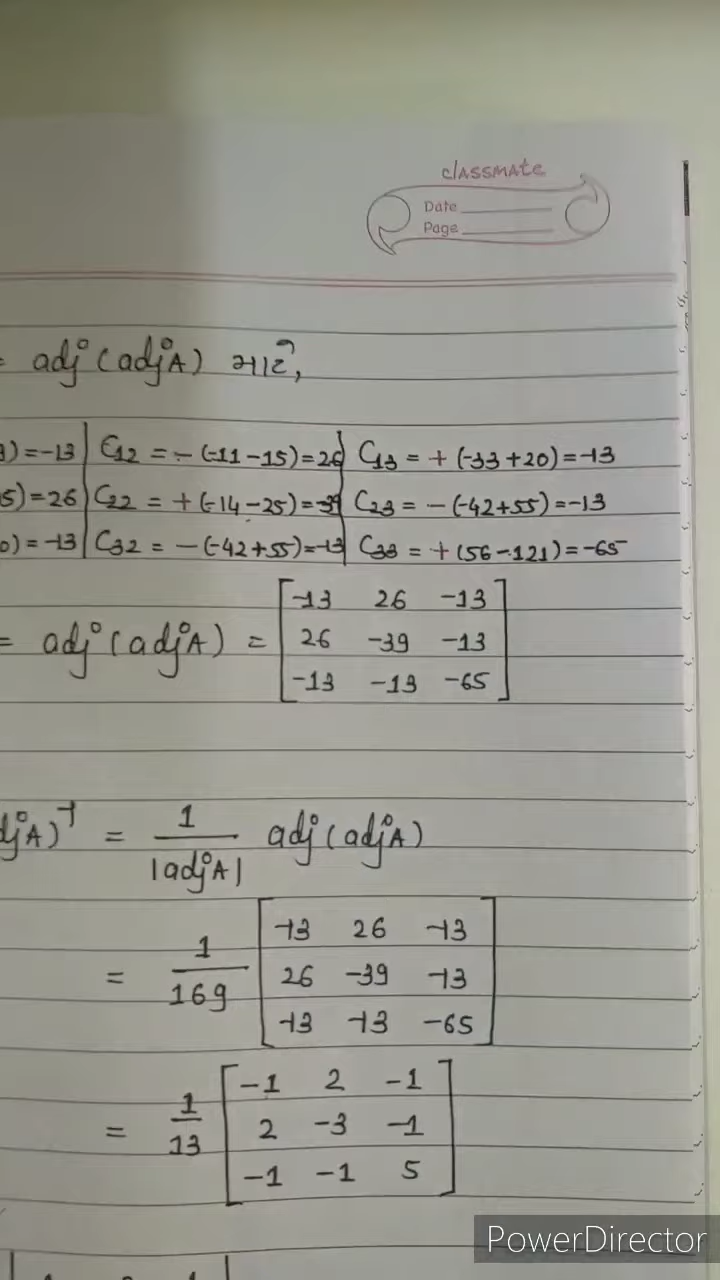 classmate
Date
Page
= adj (adjA) માટે,
)=-13 | C12 = -(-11-15)=26 | C13 = +(-33+20)=-13
5)=26 | C22 = +(-14-25)=-39 | C23 = -(-42+55)=-13
0)=-13 | C32 = -(-42+55)=-13 | C33 = +(56-121)=-65
= adj (adjA) = [ -13 26 -13
26 -39 -13
-13 -13 -65 ]
djA)⁻¹ = 1/|adjA| adj (adjA)
= 1/169 [ -13 26 -13
26 -39 -13
-13 -13 -65 ]
= 1/13 [ -1 2 -1
2 -3 -1
-1 -1 5 ]
PowerDirector